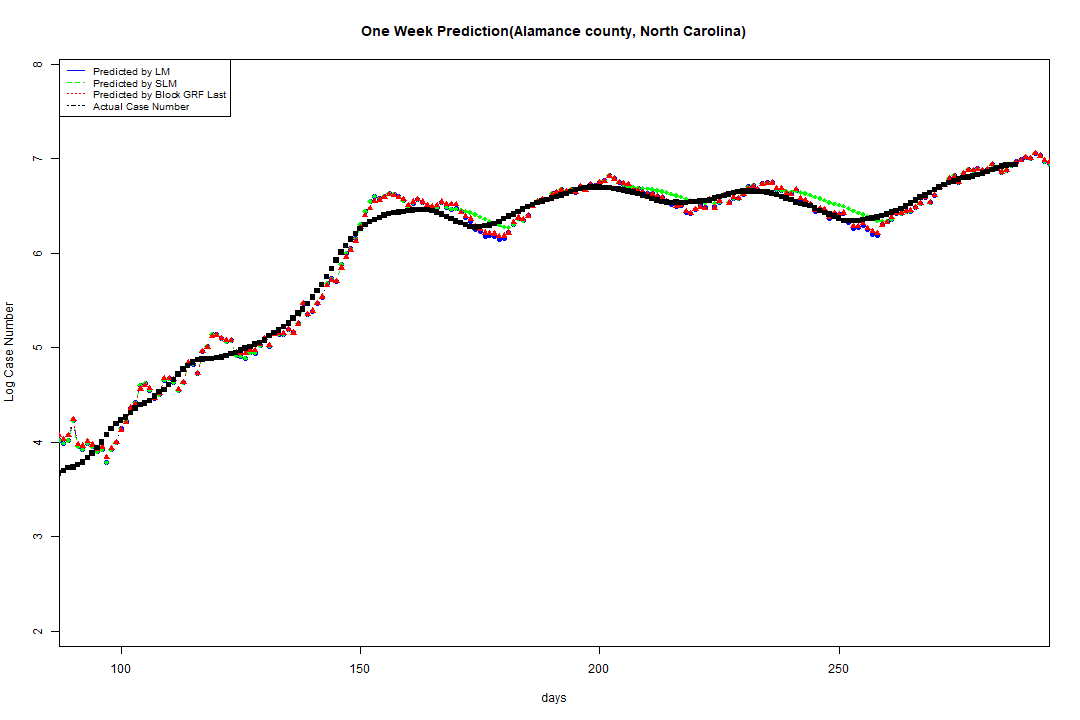 One Week Prediction(Alamance county, North Carolina)
Predicted by LM
Predicted by SLM
Predicted by Block GRF Last
Actual Case Number
8
7
6
5
4
3
2
Log Case Number
100 150 200 250
days